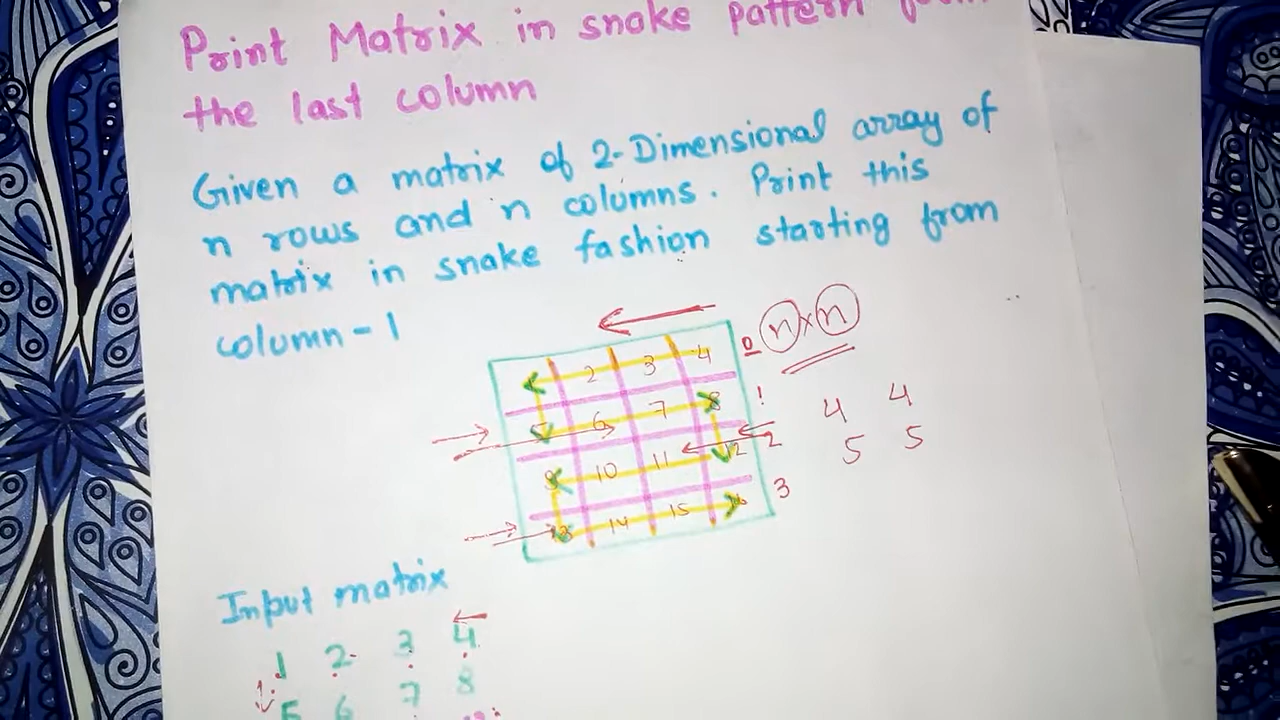 Print Matrix in snake pattern
the last column
Given a matrix of 2-Dimensional array of
n rows and n columns. Print this
matrix in snake fashion starting from
column-1
n x n
2 3 4 0
6 7 8 1
10 11 12 2
9 13 14 15 16 3
4 4
5 5
Input matrix
1 2 3 4
5 6 7 8